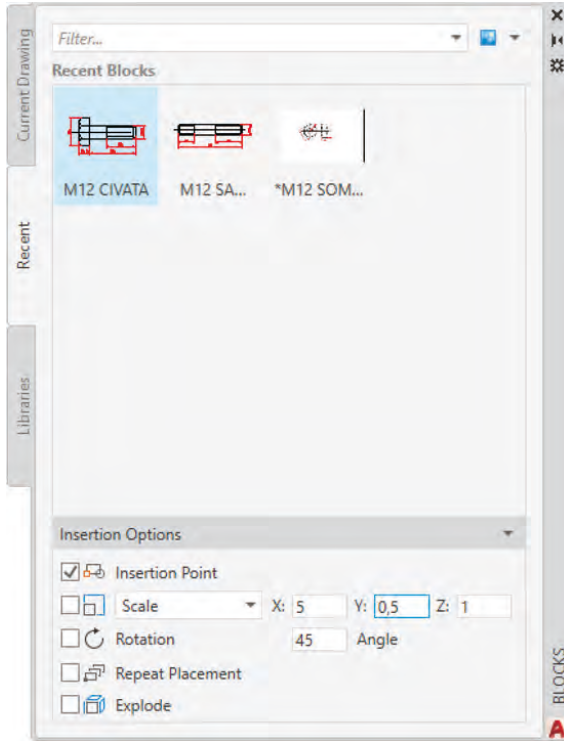 Current Drawing
Recent
Libraries
Filter...
Recent Blocks
M12 CIVATA M12 SA... *M12 SOM...
Insertion Options
Insertion Point
Scale X: 5 Y: 0,5 Z: 1
Rotation 45 Angle
Repeat Placement
Explode
BLOCKS
A